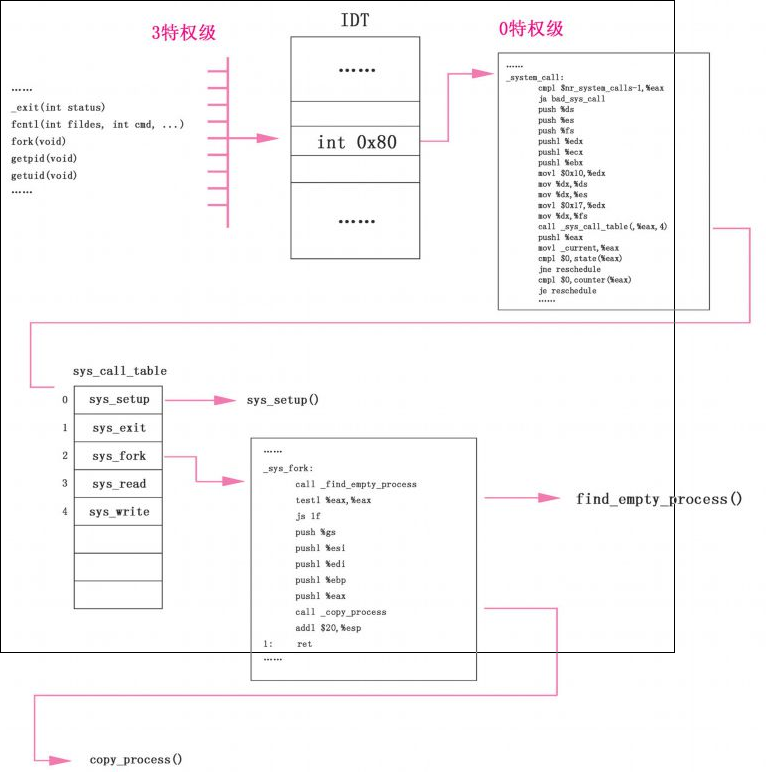 3特权级
IDT
0特权级
……
_exit(int status)
fcntl(int fildes, int cmd, ...)
fork(void)
getpid(void)
getuid(void)
……
……
int 0x80
……
……
_system_call:
cmpl $nr_system_calls-1,%eax
ja bad_sys_call
push %ds
push %es
push %fs
pushl %edx
pushl %ecx
pushl %ebx
movl $0x10,%edx
mov %dx,%ds
mov %dx,%es
movl $0x17,%edx
mov %dx,%fs
call _sys_call_table(,%eax,4)
pushl %eax
movl _current,%eax
cmpl $0,state(%eax)
jne reschedule
cmpl $0,counter(%eax)
je reschedule
……
sys_call_table
0 sys_setup
1 sys_exit
2 sys_fork
3 sys_read
4 sys_write
sys_setup()
……
_sys_fork:
call _find_empty_process
testl %eax,%eax
js 1f
push %gs
pushl %esi
pushl %edi
pushl %ebp
pushl %eax
call _copy_process
addl $20,%esp
1: ret
……
find_empty_process()
copy_process()